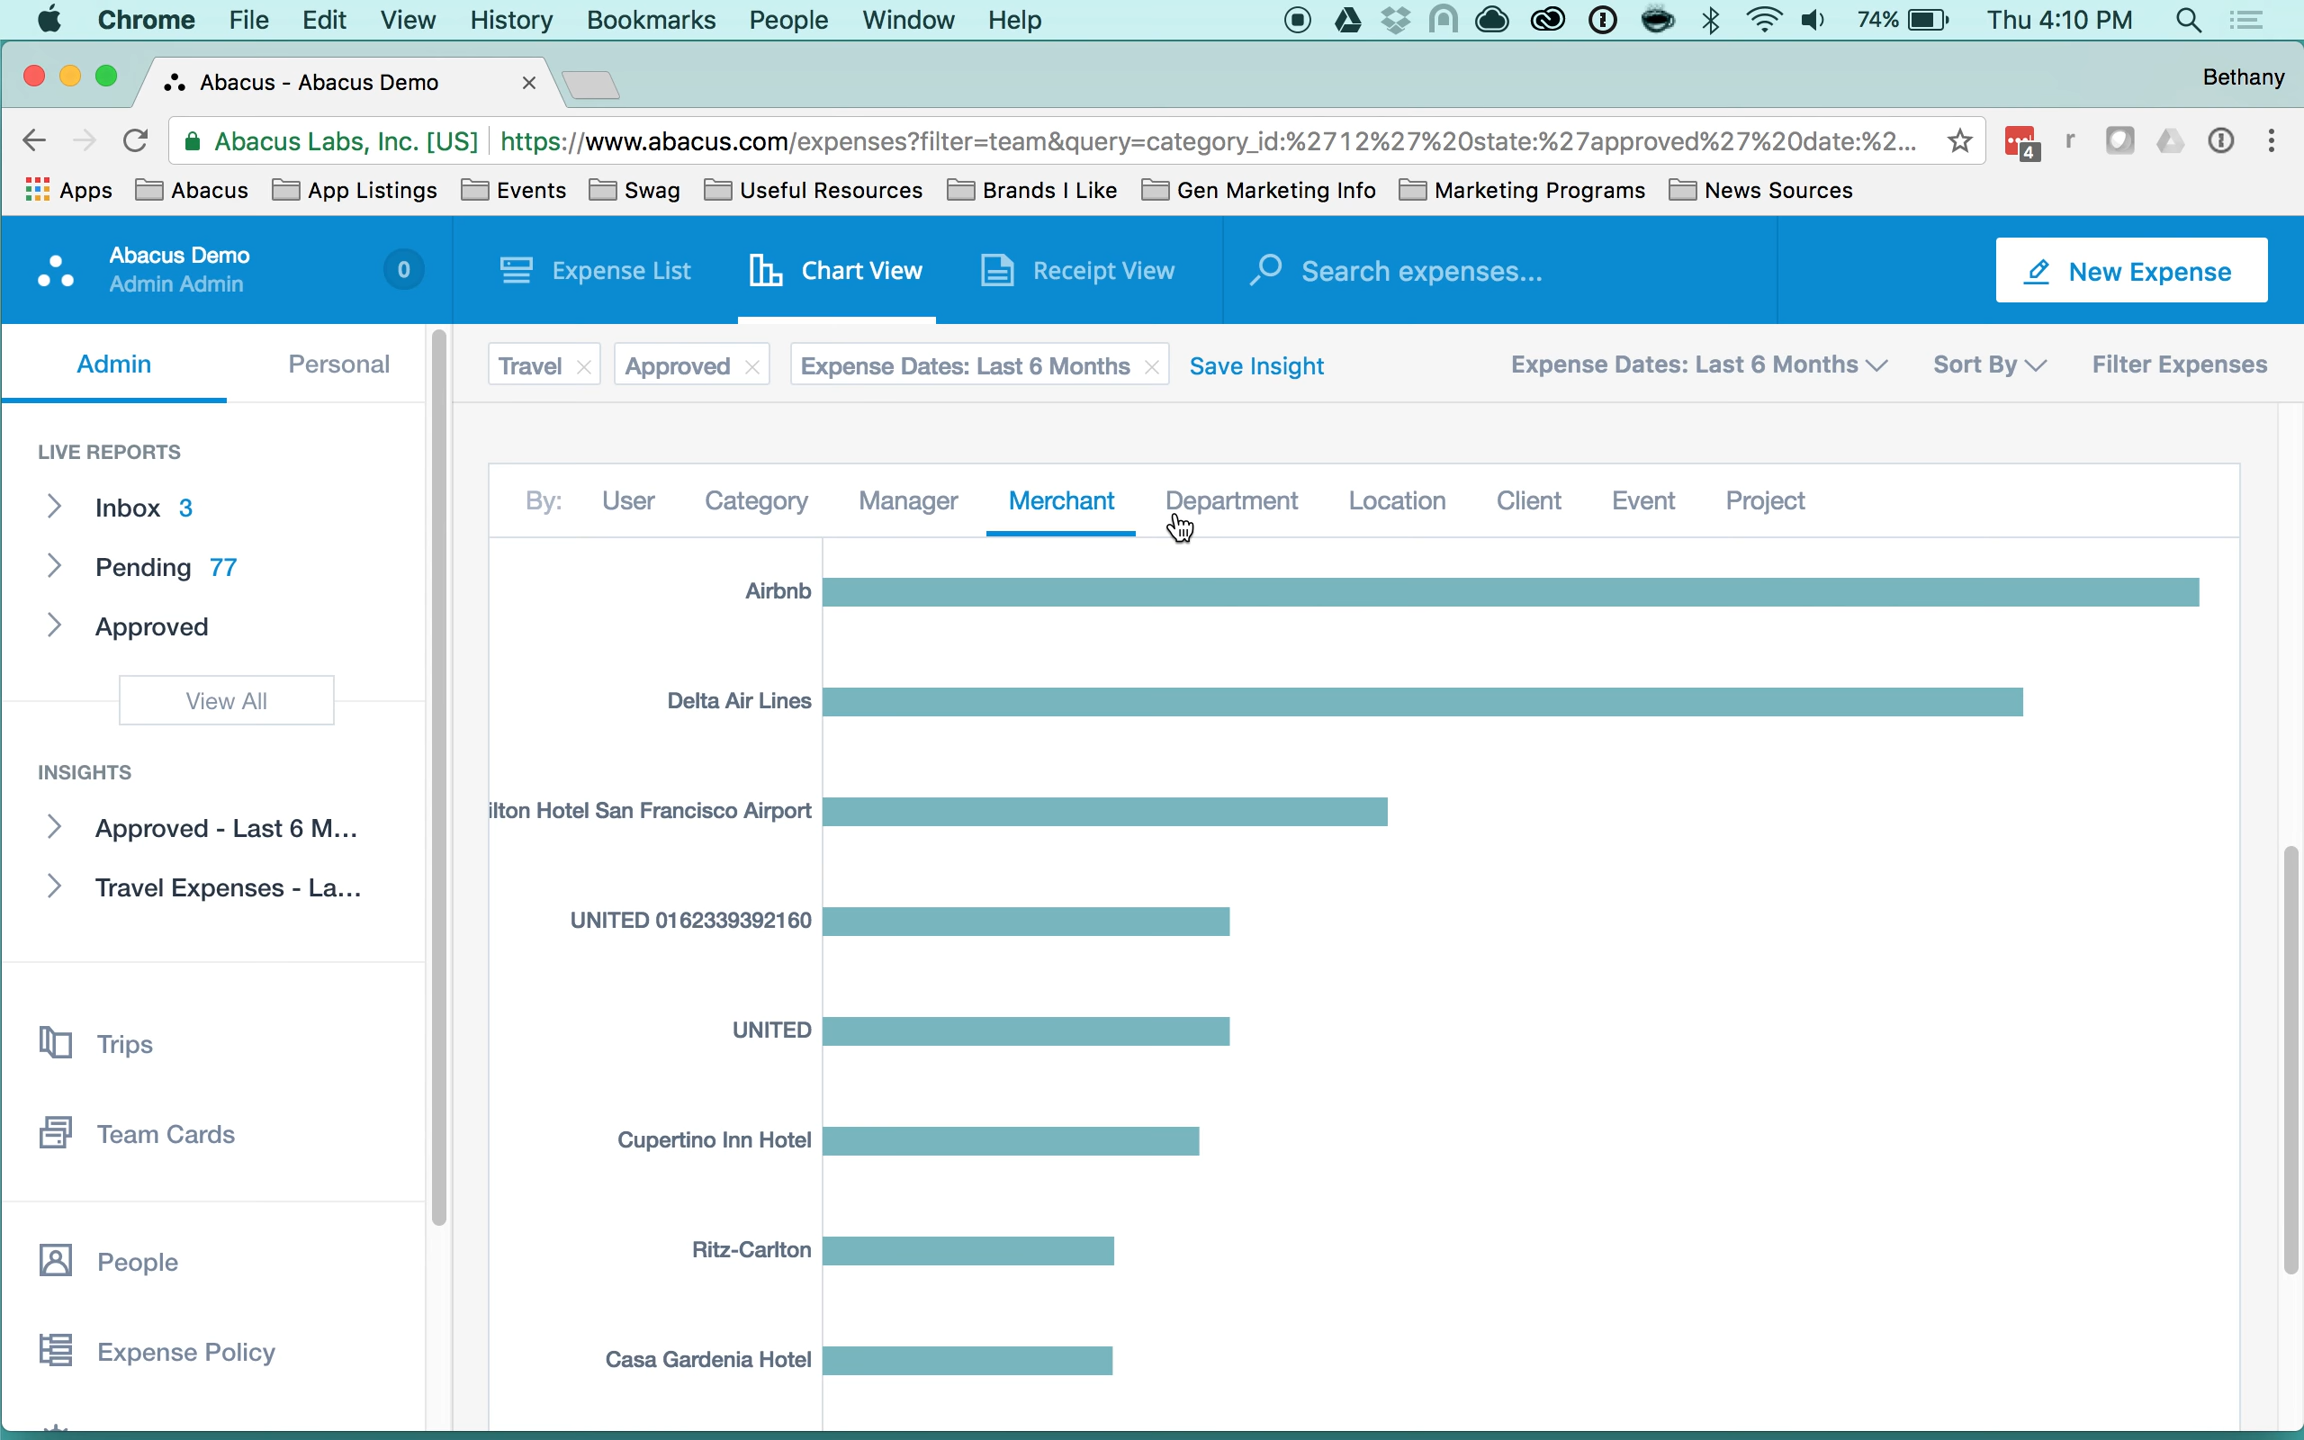 Chrome File Edit View History Bookmarks People Window Help 74% Thu 4:10 PM
Abacus - Abacus Demo Bethany
Abacus Labs, Inc. [US] https://www.abacus.com/expenses?filter=team&query=category_id:%2712%27%20state:%27approved%27%20date:%2... 4 r
Apps Abacus App Listings Events Swag Useful Resources Brands I Like Gen Marketing Info Marketing Programs News Sources
Abacus Demo
Admin Admin
0
Expense List Chart View Receipt View Search expenses... New Expense
Admin Personal
Travel Approved Expense Dates: Last 6 Months Save Insight Expense Dates: Last 6 Months Sort By Filter Expenses
LIVE REPORTS
Inbox 3
Pending 77
Approved
View All
INSIGHTS
Approved - Last 6 M...
Travel Expenses - La...
Trips
Team Cards
People
Expense Policy
By: User Category Manager Merchant Department Location Client Event Project
Airbnb
Delta Air Lines
ilton Hotel San Francisco Airport
UNITED 0162339392160
UNITED
Cupertino Inn Hotel
Ritz-Carlton
Casa Gardenia Hotel